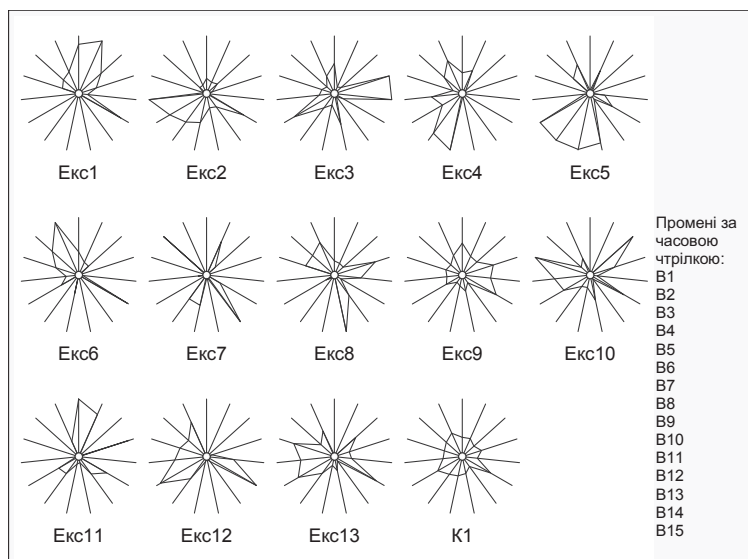 Екс1 Екс2 Екс3 Екс4 Екс5
Екс6 Екс7 Екс8 Екс9 Екс10
Екс11 Екс12 Екс13 К1
Промені за
часовою
чтрілкою:
В1
В2
В3
В4
В5
В6
В7
В8
В9
В10
В11
В12
В13
В14
В15